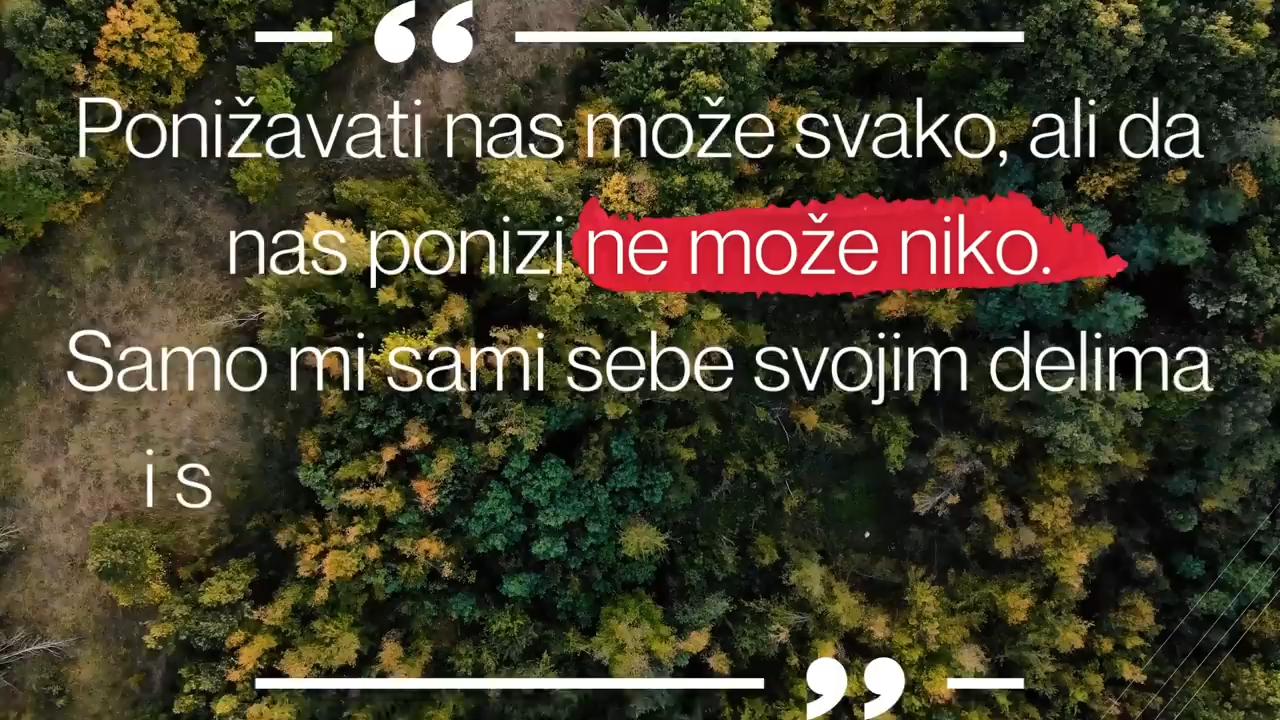 “
Ponižavati nas može svako, ali da
nas ponizi ne može niko.
Samo mi sami sebe svojim delima
i s
”